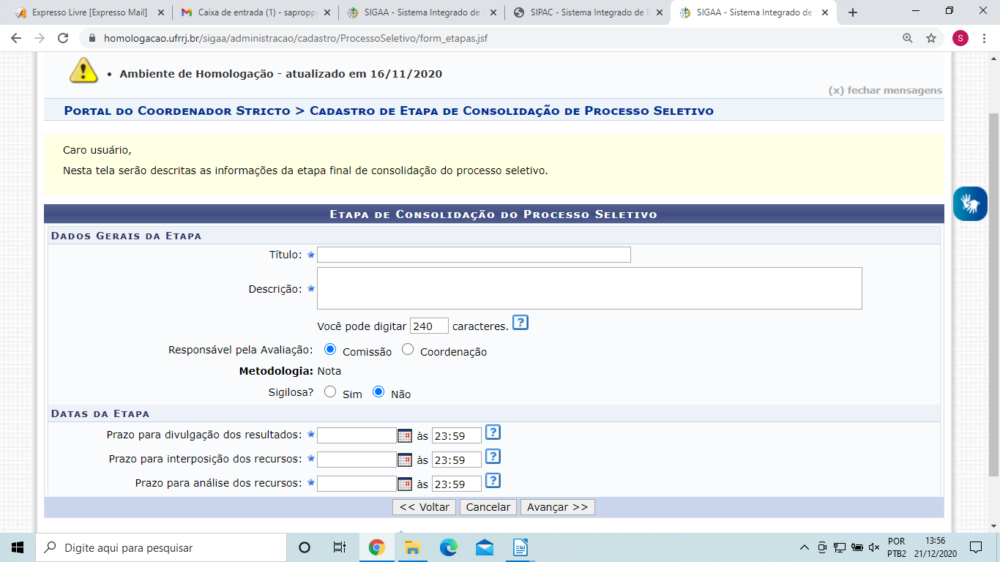 Expresso Livre [Expresso Mail]
Caixa de entrada (1) - saproppg
SIGAA - Sistema Integrado de
SIPAC - Sistema Integrado de P
SIGAA - Sistema Integrado de
homologacao.ufrrj.br/sigaa/administracao/cadastro/ProcessoSeletivo/form_etapas.jsf
S
Ambiente de Homologação - atualizado em 16/11/2020
(x) fechar mensagens
Portal do Coordenador Stricto > Cadastro de Etapa de Consolidação de Processo Seletivo
Caro usuário,
Nesta tela serão descritas as informações da etapa final de consolidação do processo seletivo.
Etapa de Consolidação do Processo Seletivo
Dados Gerais da Etapa
Título:
Descrição:
Você pode digitar 240 caracteres. ?
Responsável pela Avaliação: Comissão Coordenação
Metodologia: Nota
Sigilosa? Sim Não
Datas da Etapa
Prazo para divulgação dos resultados: às 23:59 ?
Prazo para interposição dos recursos: às 23:59 ?
Prazo para análise dos recursos: às 23:59 ?
<< Voltar Cancelar Avançar >>
Digite aqui para pesquisar
POR
PTB2
13:56
21/12/2020